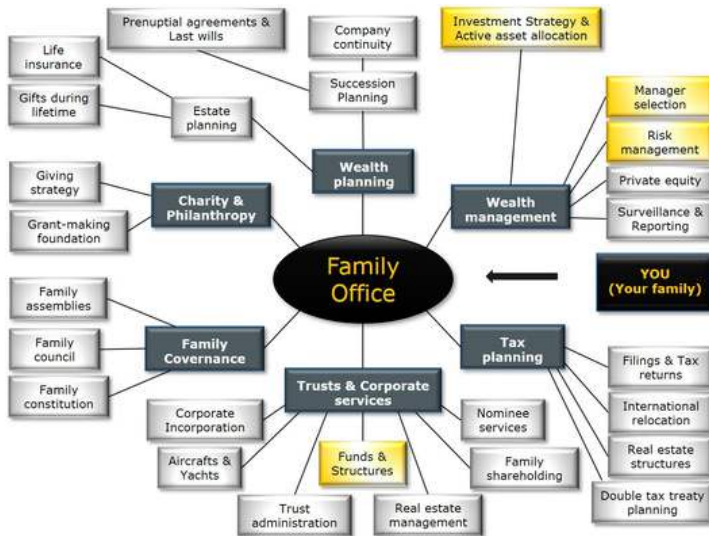 Prenuptial agreements &
Last wills
Company
continuity
Investment Strategy &
Active asset allocation
Life
insurance
Gifts during
lifetime
Estate
planning
Succession
Planning
Manager
selection
Risk
management
Private equity
Surveillance &
Reporting
Wealth
planning
Giving
strategy
Grant-making
foundation
Charity &
Philanthropy
Wealth
management
Family
Office
YOU
(Your family)
Family
assemblies
Family
council
Family
constitution
Family
Covernance
Tax
planning
Trusts & Corporate
services
Filings & Tax
returns
International
relocation
Real estate
structures
Double tax treaty
planning
Corporate
Incorporation
Aircrafts &
Yachts
Trust
administration
Funds &
Structures
Real estate
management
Nominee
services
Family
shareholding